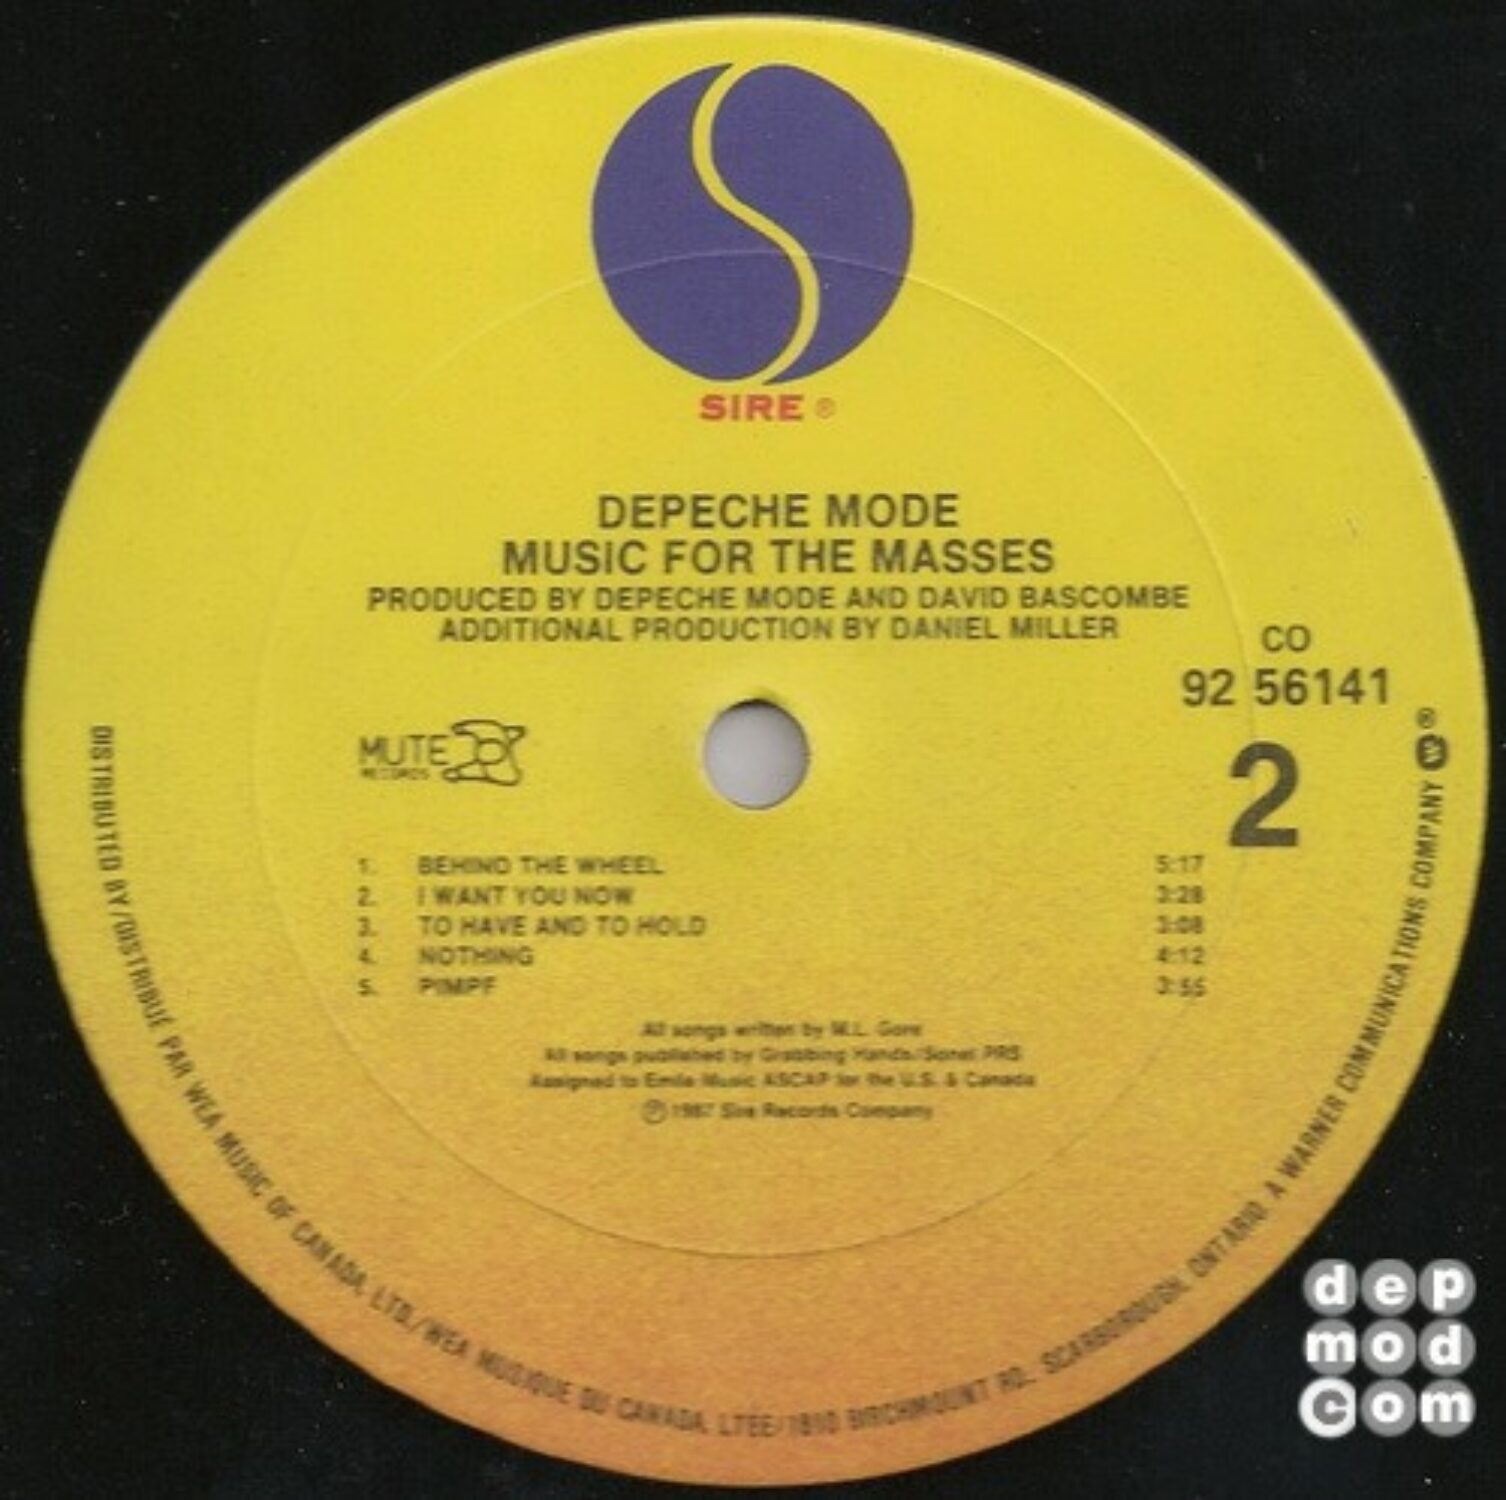 SIRE ®
DEPECHE MODE
MUSIC FOR THE MASSES
PRODUCED BY DEPECHE MODE AND DAVID BASCOMBE
ADDITIONAL PRODUCTION BY DANIEL MILLER
CO
92 56141
2
MUTE
RECORDS
1. BEHIND THE WHEEL 5:17
2. I WANT YOU NOW 3:28
3. TO HAVE AND TO HOLD 3:08
4. NOTHING 4:12
5. PIMPF 3:55
All songs written by M.L. Gore
All songs published by Grabbing Hands/Sonet PRS
Assigned to Emile Music ASCAP for the U.S. & Canada
℗ 1987 Sire Records Company
DISTRIBUTED BY/DISTRIBUÉ PAR WEA MUSIC OF CANADA, LTD./WEA MUSIQUE DU CANADA, LTÉE/1810 BIRCHMOUNT RD. SCARBOROUGH, ONTARIO A WARNER COMMUNICATIONS COMPANY W ®
dep
mod
com